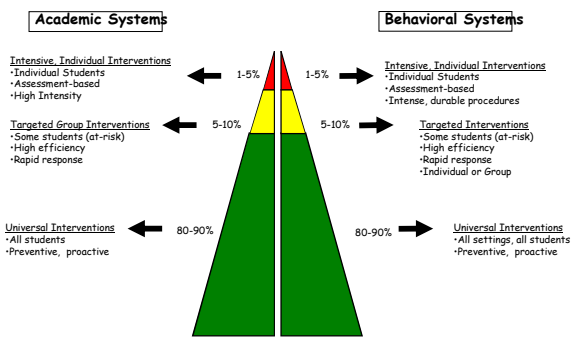 Academic Systems
Behavioral Systems
Intensive, Individual Interventions
•Individual Students
•Assessment-based
•High Intensity
1-5%
1-5%
Intensive, Individual Interventions
•Individual Students
•Assessment-based
•Intense, durable procedures
Targeted Group Interventions
•Some students (at-risk)
•High efficiency
•Rapid response
5-10%
5-10%
Targeted Interventions
•Some students (at-risk)
•High efficiency
•Rapid response
•Individual or Group
Universal Interventions
•All students
•Preventive, proactive
80-90%
80-90%
Universal Interventions
•All settings, all students
•Preventive, proactive